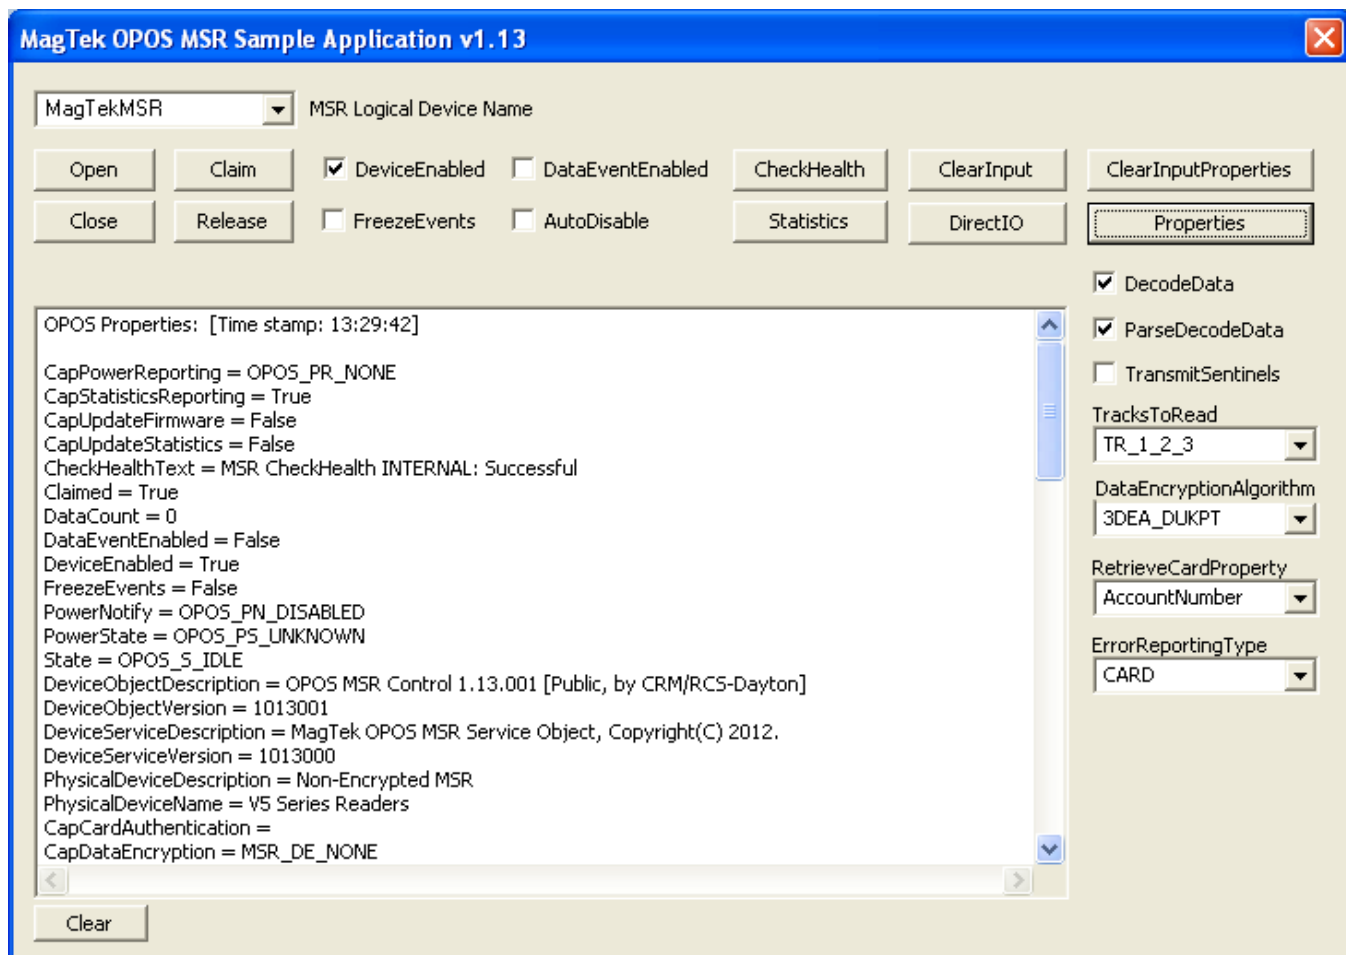 MagTek OPOS MSR Sample Application v1.13
MagTekMSR MSR Logical Device Name
Open Claim DeviceEnabled DataEventEnabled CheckHealth ClearInput ClearInputProperties
Close Release FreezeEvents AutoDisable Statistics DirectIO Properties
OPOS Properties: [Time stamp: 13:29:42]
CapPowerReporting = OPOS_PR_NONE
CapStatisticsReporting = True
CapUpdateFirmware = False
CapUpdateStatistics = False
CheckHealthText = MSR CheckHealth INTERNAL: Successful
Claimed = True
DataCount = 0
DataEventEnabled = False
DeviceEnabled = True
FreezeEvents = False
PowerNotify = OPOS_PN_DISABLED
PowerState = OPOS_PS_UNKNOWN
State = OPOS_S_IDLE
DeviceObjectDescription = OPOS MSR Control 1.13.001 [Public, by CRM/RCS-Dayton]
DeviceObjectVersion = 1013001
DeviceServiceDescription = MagTek OPOS MSR Service Object, Copyright(C) 2012.
DeviceServiceVersion = 1013000
PhysicalDeviceDescription = Non-Encrypted MSR
PhysicalDeviceName = V5 Series Readers
CapCardAuthentication =
CapDataEncryption = MSR_DE_NONE
DecodeData
ParseDecodeData
TransmitSentinels
TracksToRead
TR_1_2_3
DataEncryptionAlgorithm
3DEA_DUKPT
RetrieveCardProperty
AccountNumber
ErrorReportingType
CARD
Clear